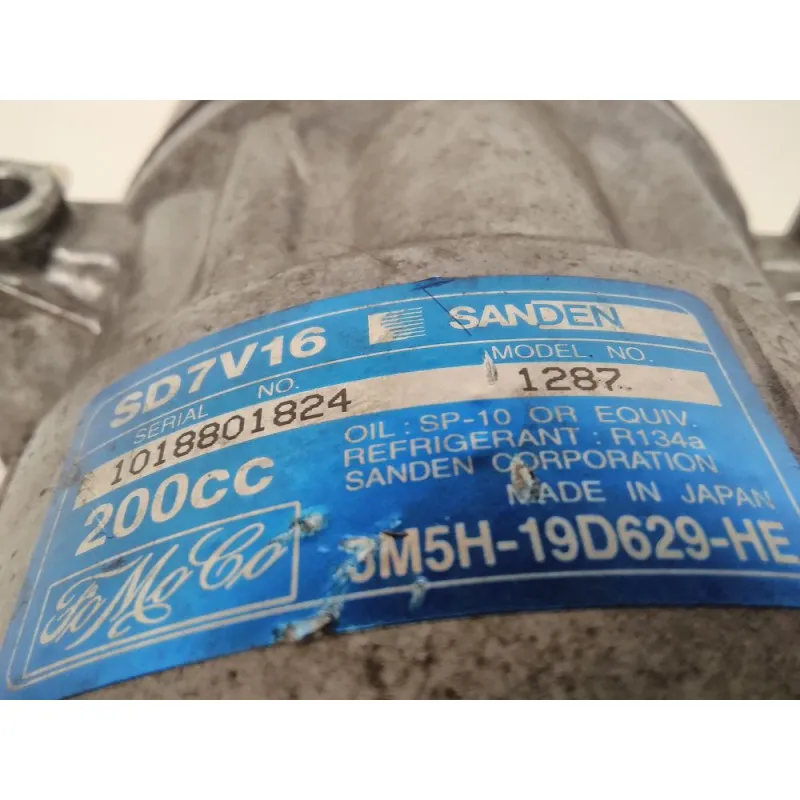 SD7V16 SANDEN
SERIAL NO. MODEL NO.
1018801824 1287
200CC
OIL : SP-10 OR EQUIV.
REFRIGERANT : R134a
SANDEN CORPORATION
MADE IN JAPAN
FoMoCo
3M5H-19D629-HE